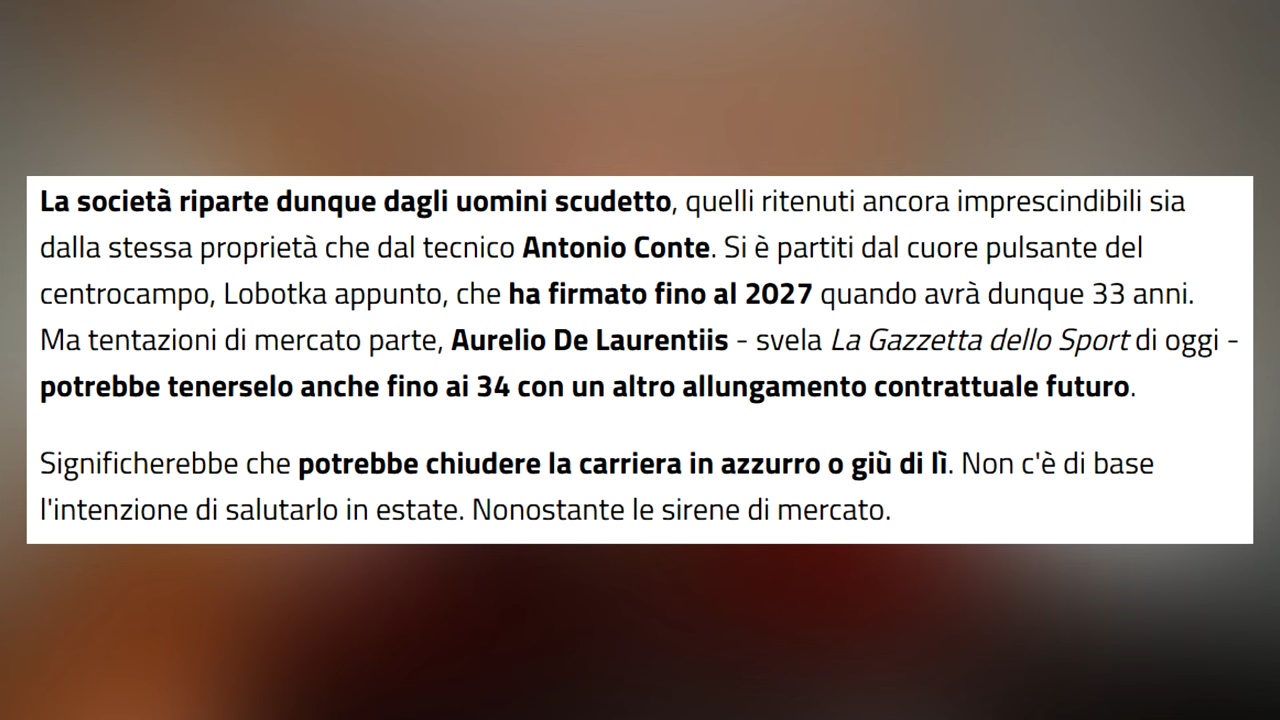 La società riparte dunque dagli uomini scudetto, quelli ritenuti ancora imprescindibili sia
dalla stessa proprietà che dal tecnico Antonio Conte. Si è partiti dal cuore pulsante del
centrocampo, Lobotka appunto, che ha firmato fino al 2027 quando avrà dunque 33 anni.
Ma tentazioni di mercato parte, Aurelio De Laurentiis - svela La Gazzetta dello Sport di oggi -
potrebbe tenerselo anche fino ai 34 con un altro allungamento contrattuale futuro.
Significherebbe che potrebbe chiudere la carriera in azzurro o giù di lì. Non c'è di base
l'intenzione di salutarlo in estate. Nonostante le sirene di mercato.